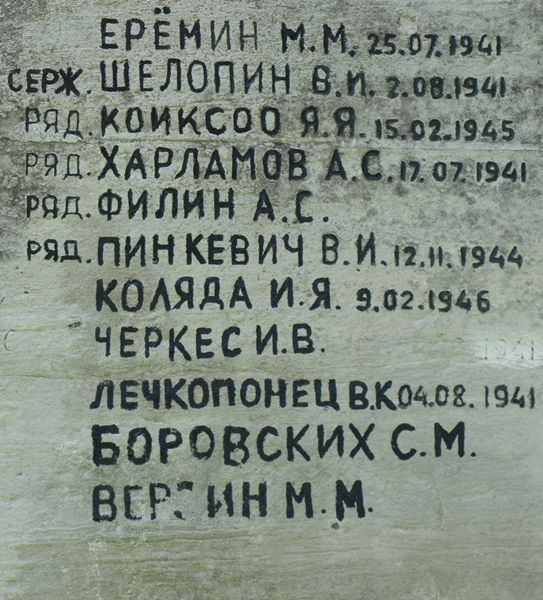 ЕРЁМИН М.М. 25.07.1941
СЕРЖ. ШЕЛОПИН В.И. 2.08.1941
РЯД. КОИКСОО Я.Я. 15.02.1945
РЯД. ХАРЛАМОВ А.С. 17.07.1941
РЯД. ФИЛИН А.С.
РЯД. ПИНКЕВИЧ В.И. 12.11.1944
КОЛЯДА И.Я. 9.02.1946
ЧЕРКЕС И.В. 1941
ЛЕЧКОПОНЕЦ В.К 04.08.1941
БОРОВСКИХ С.М.
М.М.